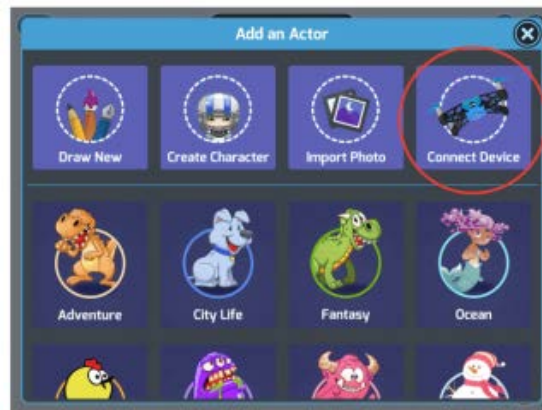 Add an Actor
Draw New
Create Character
Import Photo
Connect Device
Adventure
City Life
Fantasy
Ocean